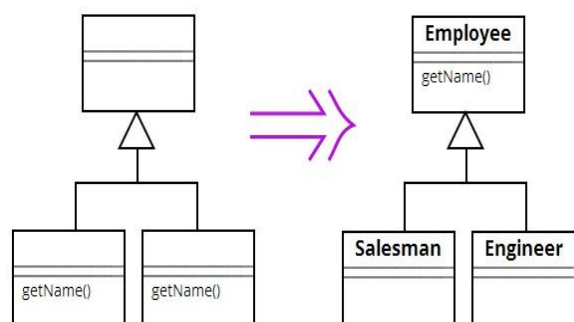 Employee
getName()
Salesman
Engineer
getName()
getName()